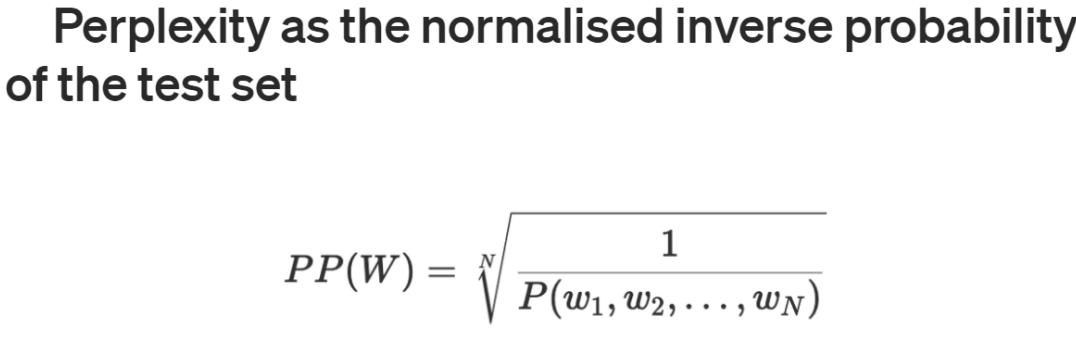 Perplexity as the normalised inverse probability
of the test set
PP(W) = \sqrt[N]{\frac{1}{P(w_1, w_2, \ldots, w_N)}}